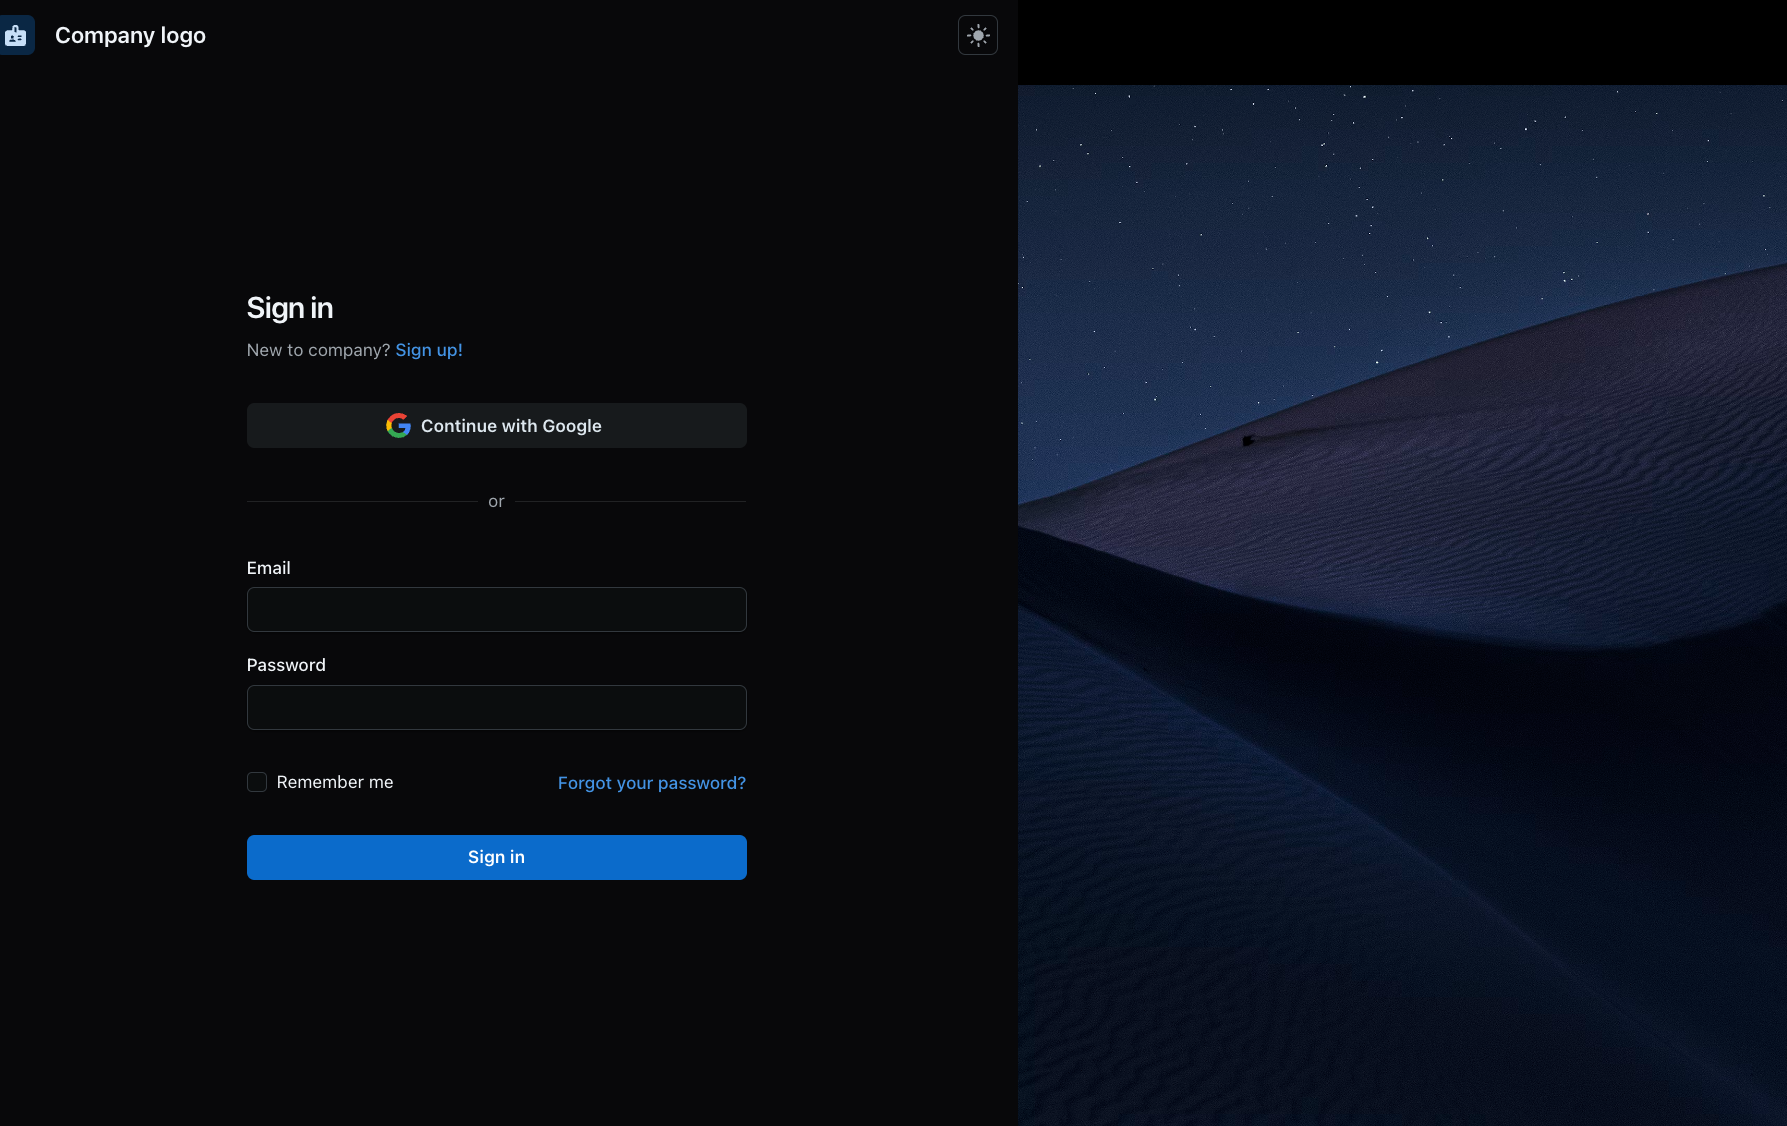 Company logo
Sign in
New to company? Sign up!
Continue with Google
or
Email
Password
Remember me
Forgot your password?
Sign in